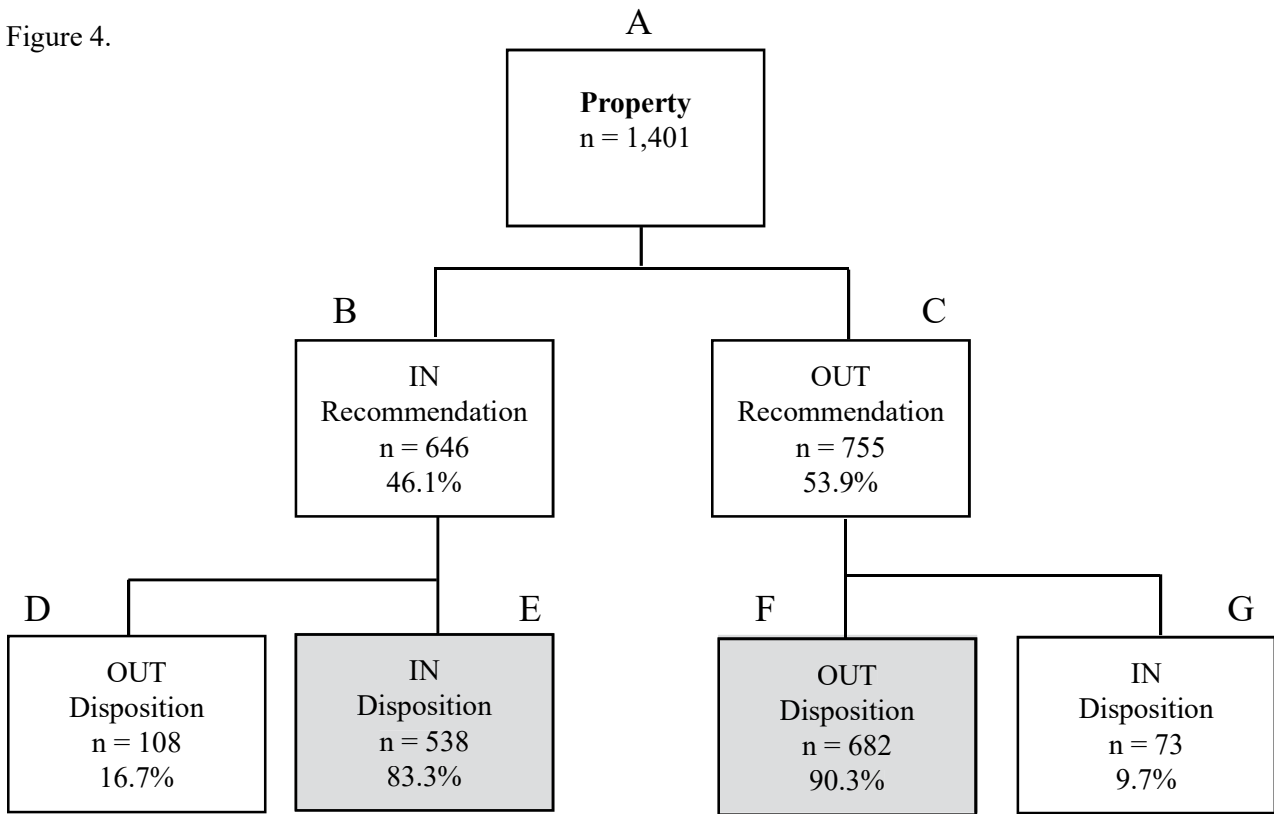 Figure 4.
A
Property
n = 1,401
B
IN
Recommendation
n = 646
46.1%
C
OUT
Recommendation
n = 755
53.9%
D
OUT
Disposition
n = 108
16.7%
E
IN
Disposition
n = 538
83.3%
F
OUT
Disposition
n = 682
90.3%
G
IN
Disposition
n = 73
9.7%